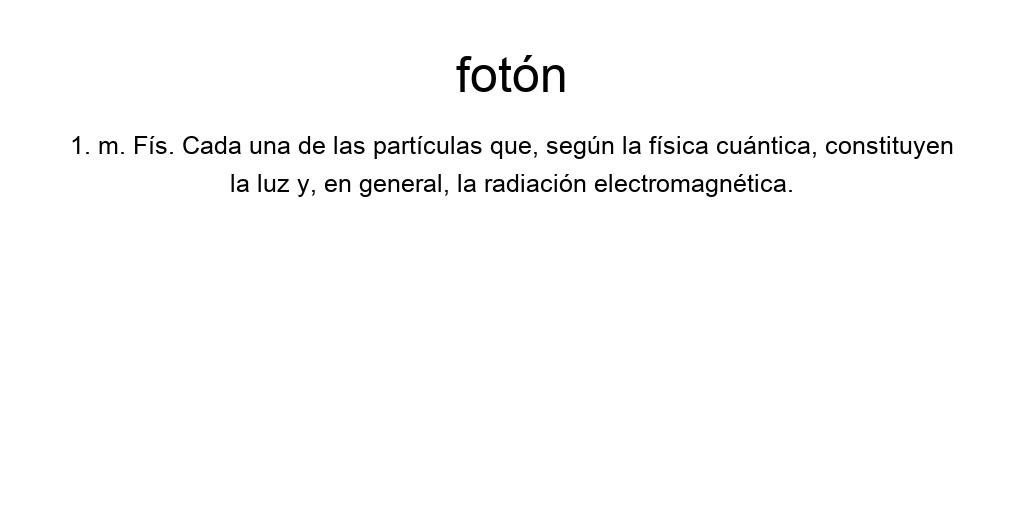 fotón
1. m. Fís. Cada una de las partículas que, según la física cuántica, constituyen
la luz y, en general, la radiación electromagnética.